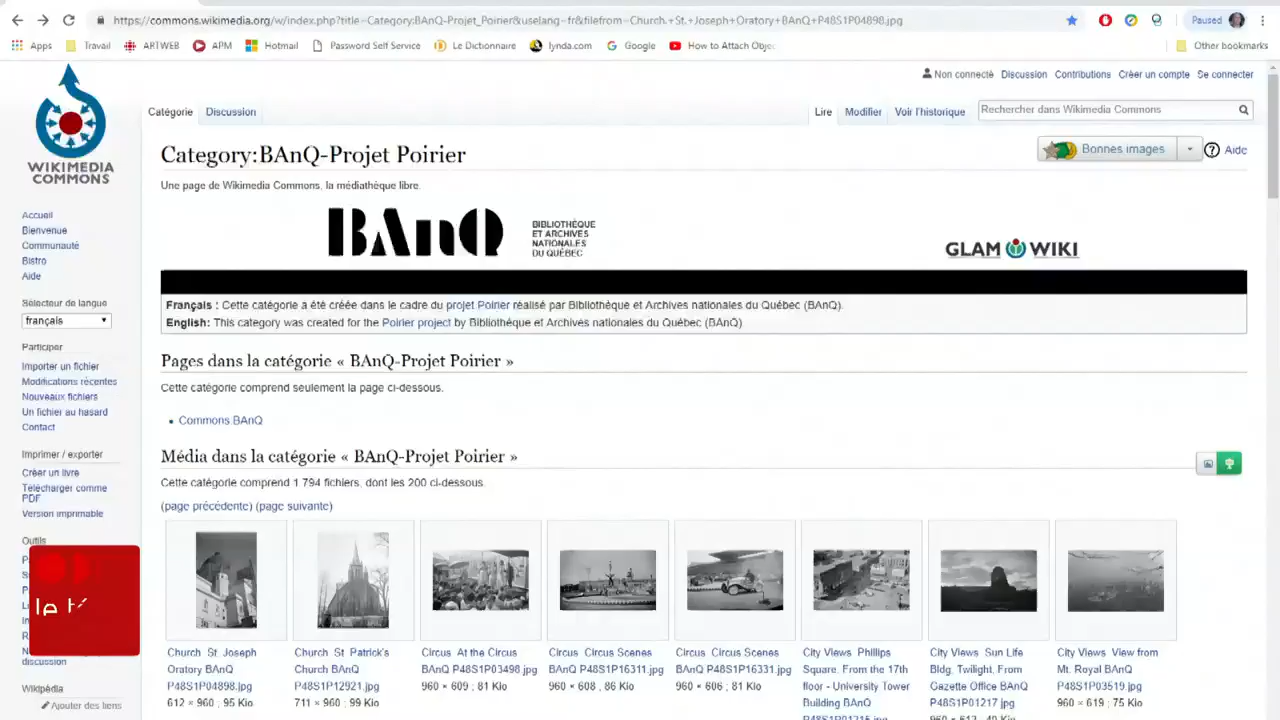 https://commons.wikimedia.org/w/index.php?title=Category:BAnQ-Projet_Poirier&uselang=fr&filefrom=Church.+St.+Joseph+Oratory+BAnQ+P48S1P04898.jpg
Paused
Apps Travail ARTWEB APM Hotmail Password Self Service Le Dictionnaire lynda.com Google How to Attach Obje Other bookmarks
Non connecté Discussion Contributions Créer un compte Se connecter
WIKIMEDIA
COMMONS
Catégorie Discussion Lire Modifier Voir l'historique Rechercher dans Wikimedia Commons
Category:BAnQ-Projet Poirier
Bonnes images Aide
Une page de Wikimedia Commons, la médiathèque libre.
BAnQ
BIBLIOTHÈQUE
ET ARCHIVES
NATIONALES
DU QUÉBEC
GLAM WIKI
Français : Cette catégorie a été créée dans le cadre du projet Poirier réalisé par Bibliothèque et Archives nationales du Québec (BAnQ).
English: This category was created for the Poirier project by Bibliothèque et Archives nationales du Québec (BAnQ)
Pages dans la catégorie « BAnQ-Projet Poirier »
Cette catégorie comprend seulement la page ci-dessous.
Commons:BAnQ
Média dans la catégorie « BAnQ-Projet Poirier »
Cette catégorie comprend 1 794 fichiers, dont les 200 ci-dessous.
(page précédente) (page suivante)
Church St. Joseph
Oratory BAnQ
P48S1P04898.jpg
612 × 960 ; 95 Kio
Church St. Patrick's
Church BAnQ
P48S1P12921.jpg
711 × 960 ; 99 Kio
Circus At the Circus
BAnQ P48S1P03498.jpg
960 × 609 ; 81 Kio
Circus Circus Scenes
BAnQ P48S1P16311.jpg
960 × 608 ; 86 Kio
Circus Circus Scenes
BAnQ P48S1P16331.jpg
960 × 606 ; 81 Kio
City Views Phillips
Square. From the 17th
floor - University Tower
Building BAnQ
P48S1P01215.jpg
City Views Sun Life
Bldg. Twilight. From
Gazette Office BAnQ
P48S1P01217.jpg
City Views View from
Mt. Royal BAnQ
P48S1P03519.jpg
960 × 619 ; 75 Kio
Accueil
Bienvenue
Communauté
Bistro
Aide
Sélecteur de langue
français
Participer
Importer un fichier
Modifications récentes
Nouveaux fichiers
Un fichier au hasard
Contact
Imprimer / exporter
Créer un livre
Télécharger comme
PDF
Version imprimable
Outils
discussion
Wikipédia
Ajouter des liens